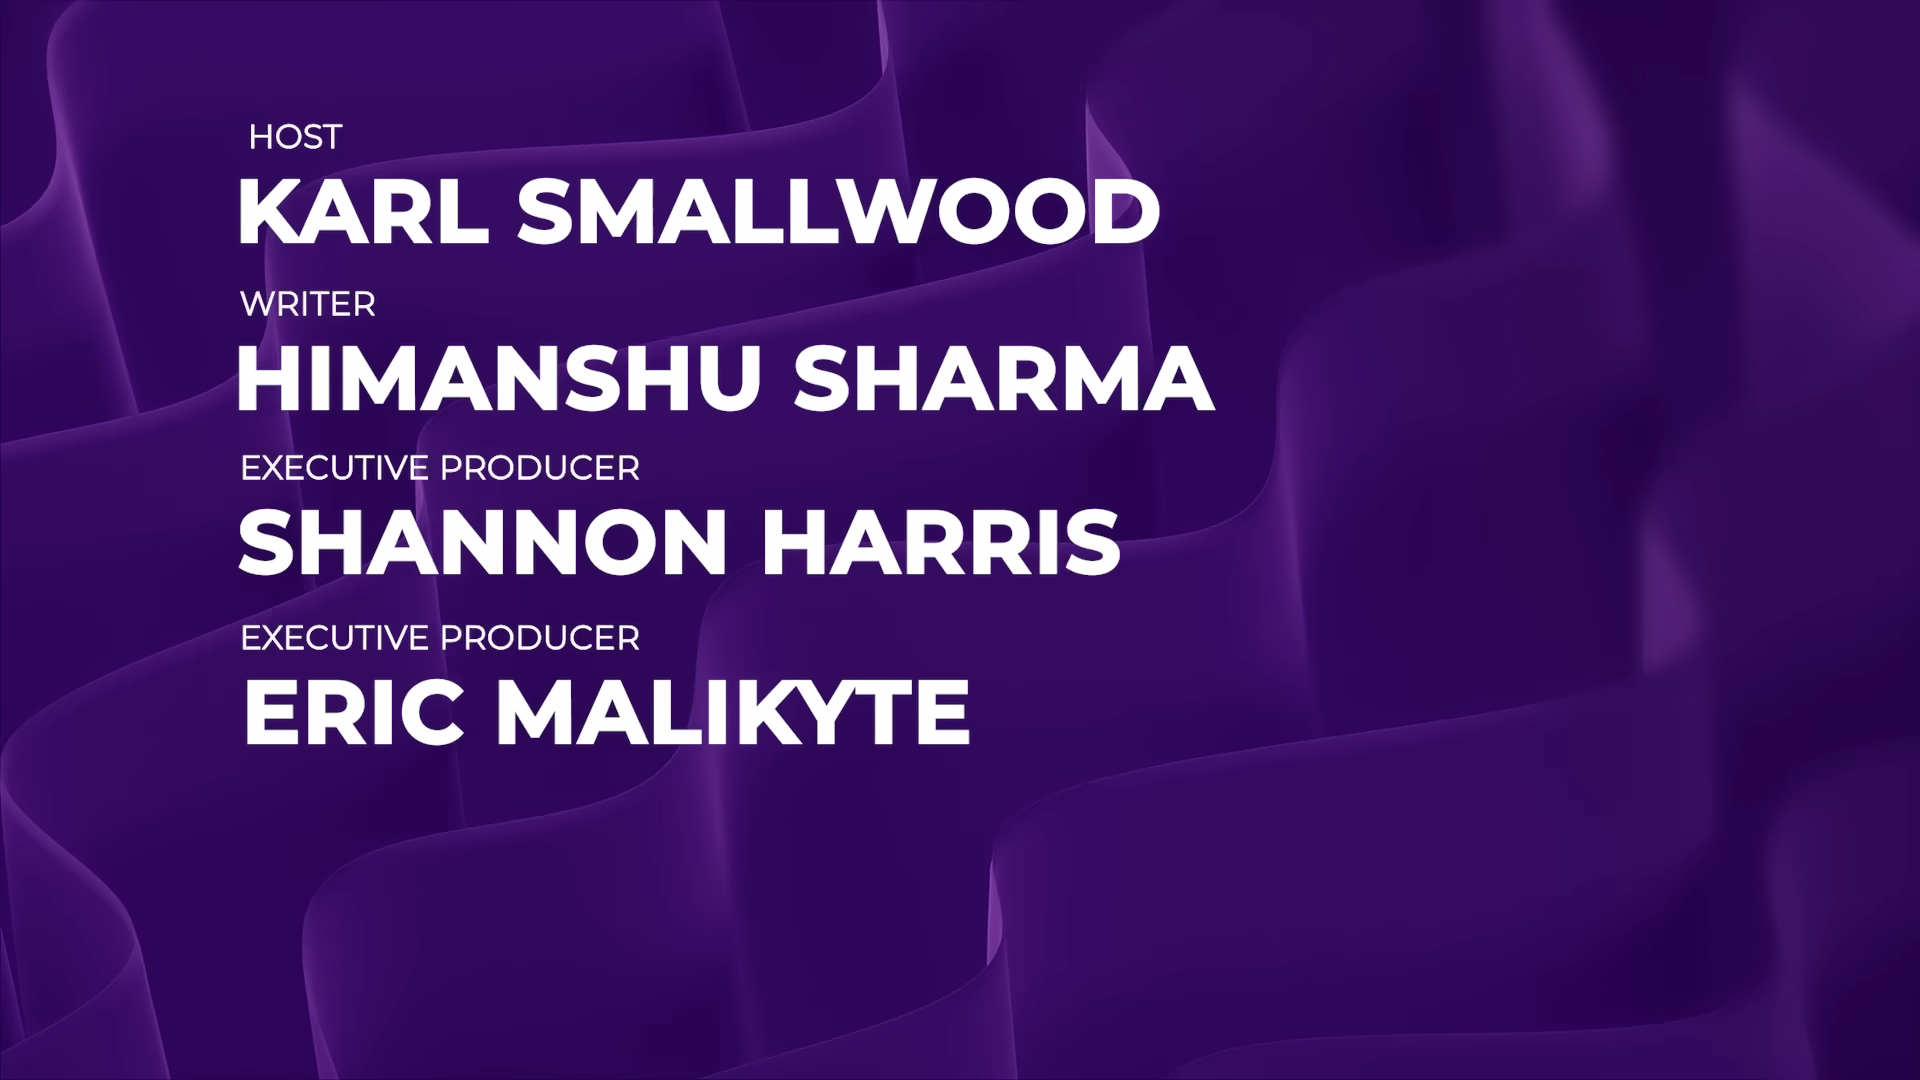 HOST
KARL SMALLWOOD
WRITER
HIMANSHU SHARMA
EXECUTIVE PRODUCER
SHANNON HARRIS
EXECUTIVE PRODUCER
ERIC MALIKYTE